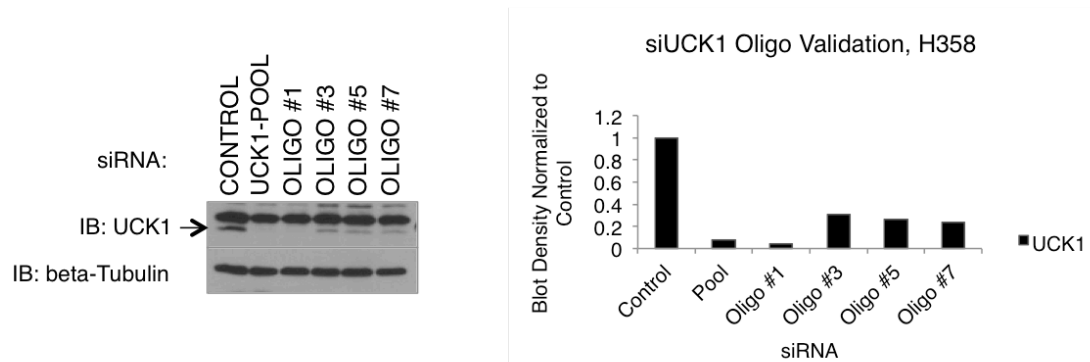 siRNA:
CONTROL
UCK1-POOL
OLIGO #1
OLIGO #3
OLIGO #5
OLIGO #7
IB: UCK1
IB: beta-Tubulin
siUCK1 Oligo Validation, H358
Blot Density Normalized to
Control
1.2
1
0.8
0.6
0.4
0.2
0
Control
Pool
Oligo #1
Oligo #3
Oligo #5
Oligo #7
siRNA
UCK1